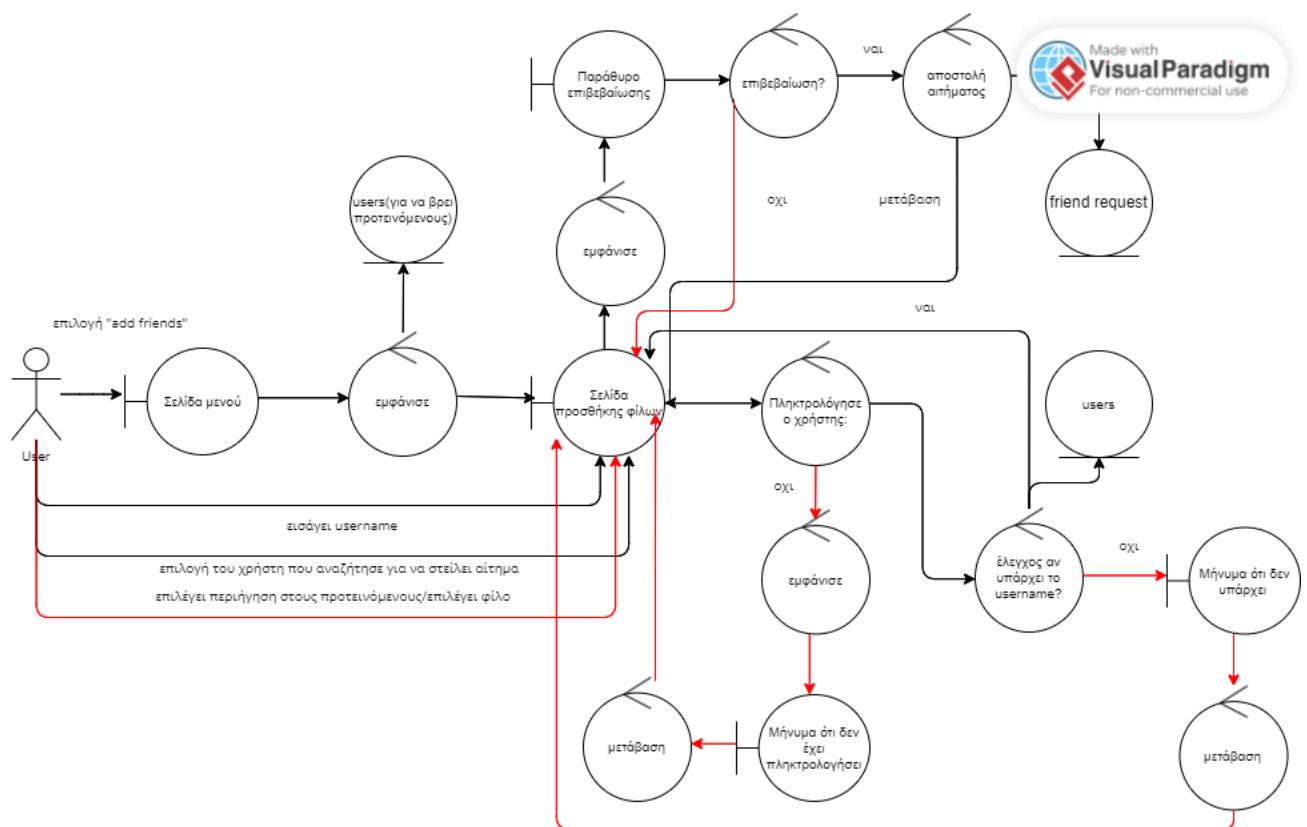 Made with
Visual Paradigm
For non-commercial use
Παράθυρο
επιβεβαίωσης
επιβεβαίωση?
ναι
αποστολή
αιτήματος
users(για να βρει
προτεινόμενους)
οχι
μετάβαση
friend request
εμφάνισε
ναι
επιλογή "add friends"
Σελίδα μενού
εμφάνισε
Σελίδα
προσθήκης φίλων
Πληκτρολόγησε
ο χρήστης:
users
User
οχι
εισάγει username
επιλογή του χρήστη που αναζήτησε για να στείλει αίτημα
επιλέγει περιήγηση στους προτεινόμενους/επιλέγει φίλο
εμφάνισε
έλεγχος αν
υπάρχει το
username?
οχι
Μήνυμα ότι δεν
υπάρχει
μετάβαση
Μήνυμα ότι δεν
έχει
πληκτρολογήσει
μετάβαση